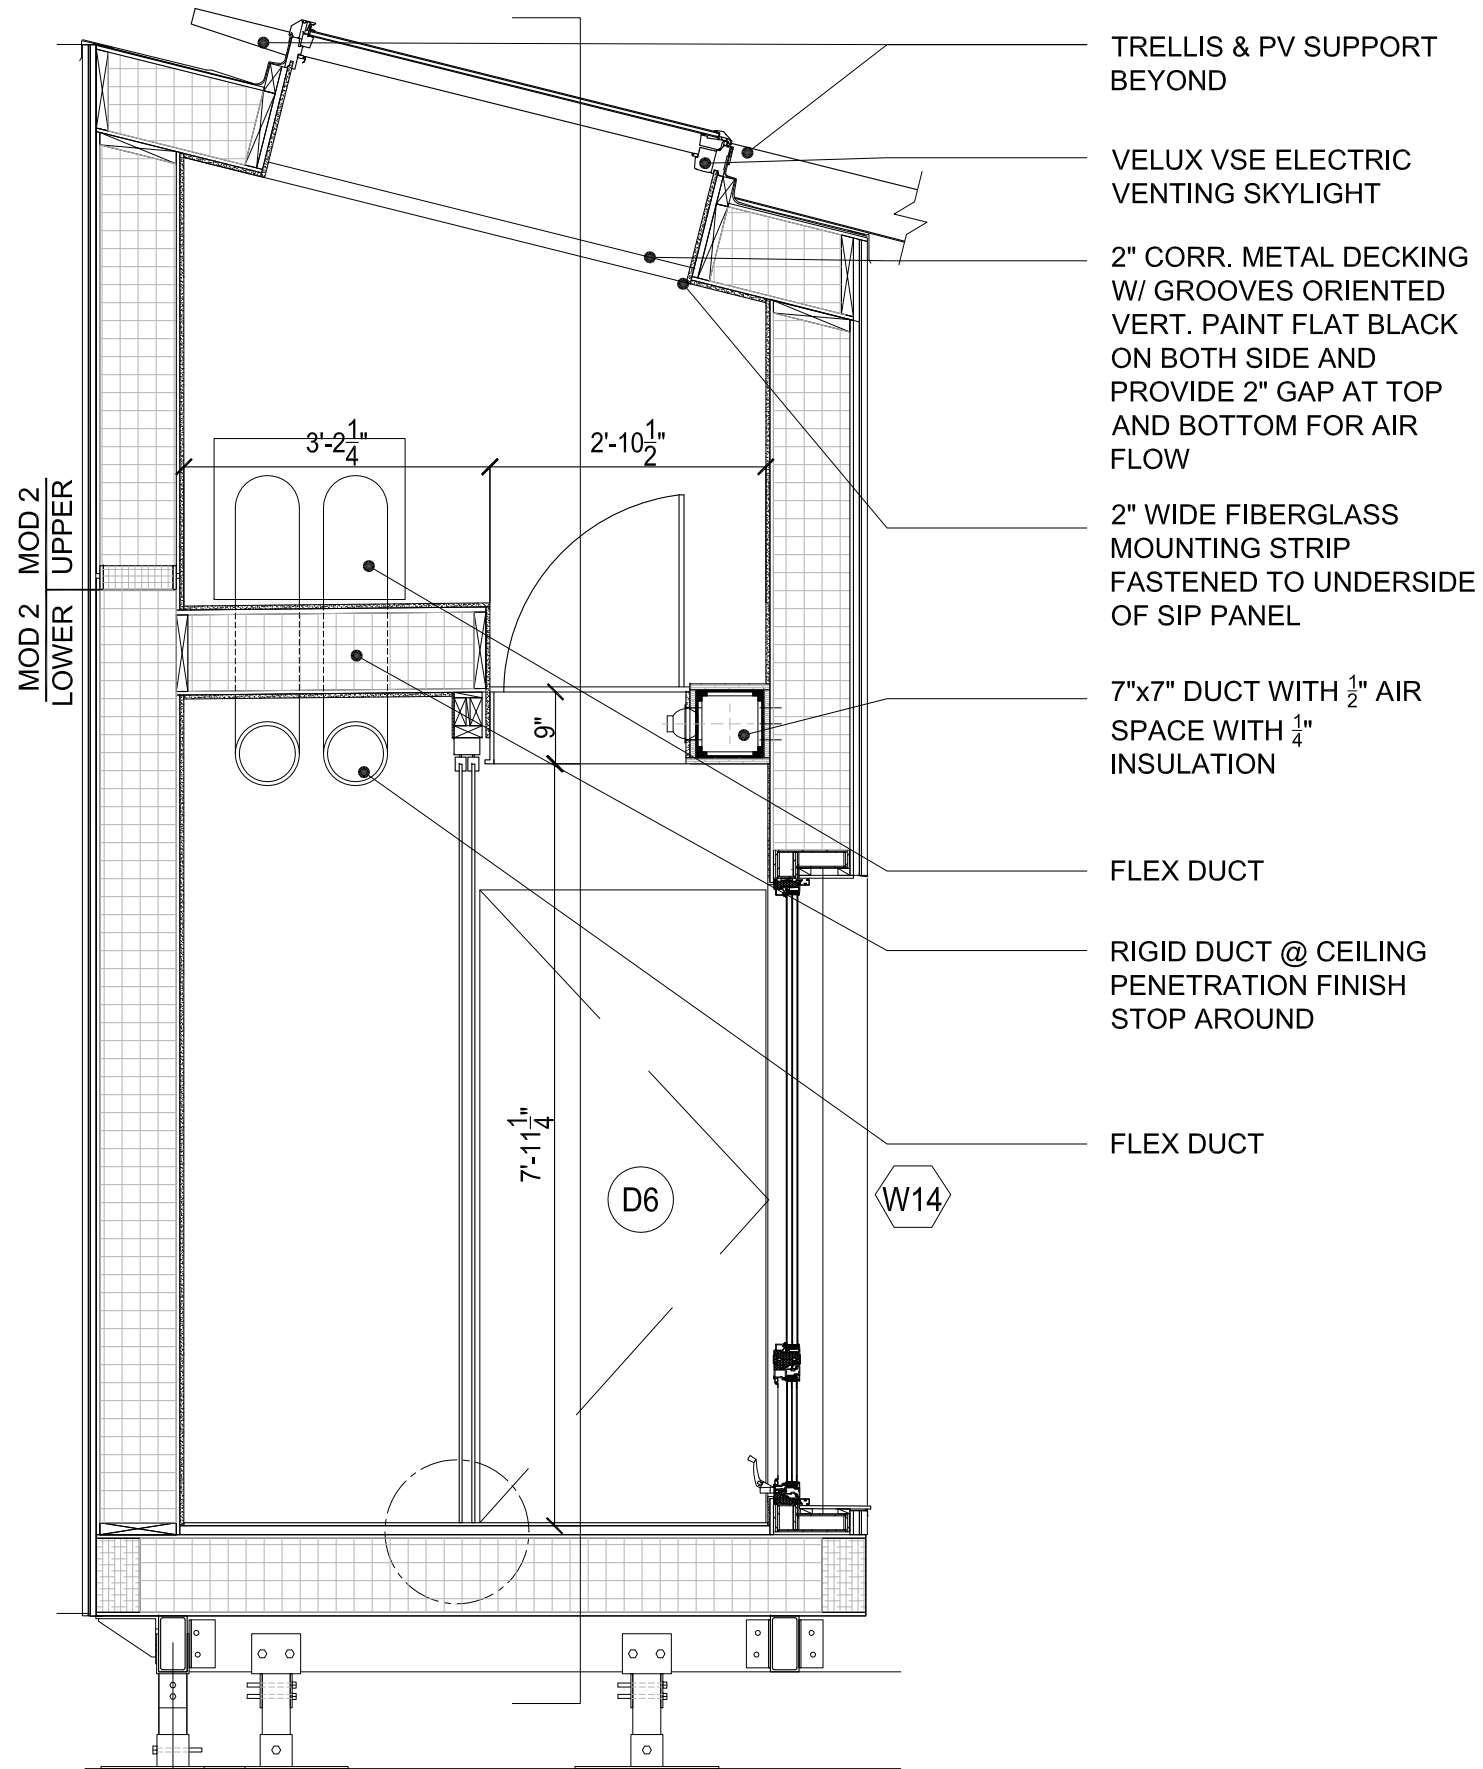 TRELLIS & PV SUPPORT
BEYOND
VELUX VSE ELECTRIC
VENTING SKYLIGHT
2" CORR. METAL DECKING
W/ GROOVES ORIENTED
VERT. PAINT FLAT BLACK
ON BOTH SIDE AND
PROVIDE 2" GAP AT TOP
AND BOTTOM FOR AIR
FLOW
2" WIDE FIBERGLASS
MOUNTING STRIP
FASTENED TO UNDERSIDE
OF SIP PANEL
7"x7" DUCT WITH 1/2" AIR
SPACE WITH 1/4"
INSULATION
FLEX DUCT
RIGID DUCT @ CEILING
PENETRATION FINISH
STOP AROUND
FLEX DUCT
3'-2 1/4"
2'-10 1/2"
MOD 2
UPPER
MOD 2
LOWER
9"
7'-11 1/4"
D6
W14